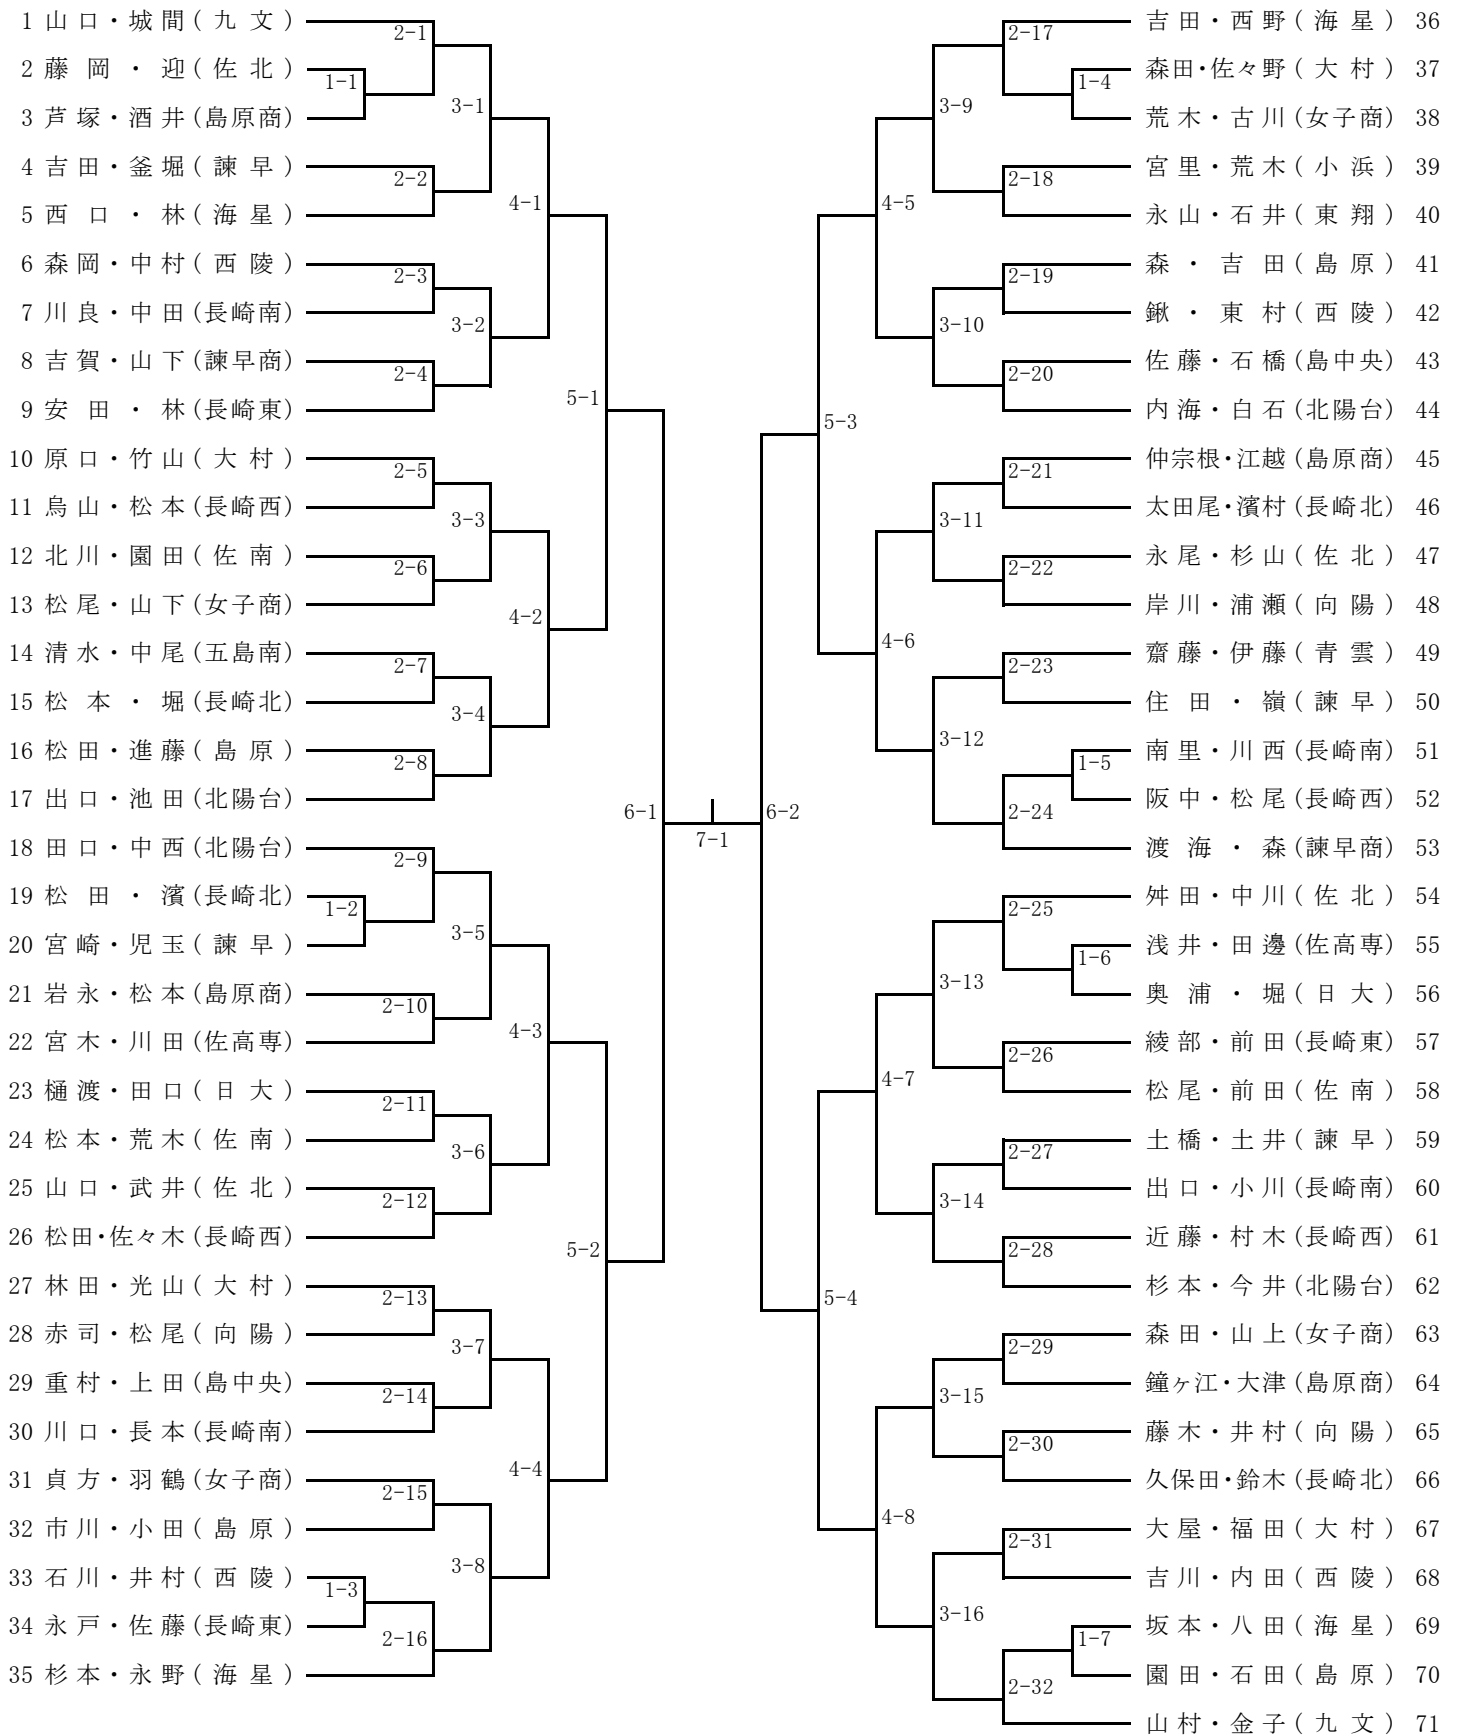 1 山口・城間(九文)
2 藤岡・迎(佐北)
3 芦塚・酒井(島原商)
4 吉田・釜堀(諫早)
5 西口・林(海星)
6 森岡・中村(西陵)
7 川良・中田(長崎南)
8 吉賀・山下(諫早商)
9 安田・林(長崎東)
10 原口・竹山(大村)
11 烏山・松本(長崎西)
12 北川・園田(佐南)
13 松尾・山下(女子商)
14 清水・中尾(五島南)
15 松本・堀(長崎北)
16 松田・進藤(島原)
17 出口・池田(北陽台)
18 田口・中西(北陽台)
19 松田・濱(長崎北)
20 宮崎・児玉(諫早)
21 岩永・松本(島原商)
22 宮木・川田(佐高専)
23 樋渡・田口(日大)
24 松本・荒木(佐南)
25 山口・武井(佐北)
26 松田・佐々木(長崎西)
27 林田・光山(大村)
28 赤司・松尾(向陽)
29 重村・上田(島中央)
30 川口・長本(長崎南)
31 貞方・羽鶴(女子商)
32 市川・小田(島原)
33 石川・井村(西陵)
34 永戸・佐藤(長崎東)
35 杉本・永野(海星)
1-1
1-2
1-3
2-1
2-2
2-3
2-4
2-5
2-6
2-7
2-8
2-9
2-10
2-11
2-12
2-13
2-14
2-15
2-16
3-1
3-2
3-3
3-4
3-5
3-6
3-7
3-8
4-1
4-2
4-3
4-4
5-1
5-2
6-1
7-1
6-2
5-3
5-4
4-5
4-6
4-7
4-8
3-9
3-10
3-11
3-12
3-13
3-14
3-15
3-16
2-17
2-18
2-19
2-20
2-21
2-22
2-23
2-24
2-25
2-26
2-27
2-28
2-29
2-30
2-31
2-32
1-4
1-5
1-6
1-7
吉田・西野(海星) 36
森田・佐々野(大村) 37
荒木・古川(女子商) 38
宮里・荒木(小浜) 39
永山・石井(東翔) 40
森・吉田(島原) 41
鍬・東村(西陵) 42
佐藤・石橋(島中央) 43
内海・白石(北陽台) 44
仲宗根・江越(島原商) 45
太田尾・濱村(長崎北) 46
永尾・杉山(佐北) 47
岸川・浦瀬(向陽) 48
齋藤・伊藤(青雲) 49
住田・嶺(諫早) 50
南里・川西(長崎南) 51
阪中・松尾(長崎西) 52
渡海・森(諫早商) 53
舛田・中川(佐北) 54
浅井・田邊(佐高専) 55
奥浦・堀(日大) 56
綾部・前田(長崎東) 57
松尾・前田(佐南) 58
土橋・土井(諫早) 59
出口・小川(長崎南) 60
近藤・村木(長崎西) 61
杉本・今井(北陽台) 62
森田・山上(女子商) 63
鐘ヶ江・大津(島原商) 64
藤木・井村(向陽) 65
久保田・鈴木(長崎北) 66
大屋・福田(大村) 67
吉川・内田(西陵) 68
坂本・八田(海星) 69
園田・石田(島原) 70
山村・金子(九文) 71